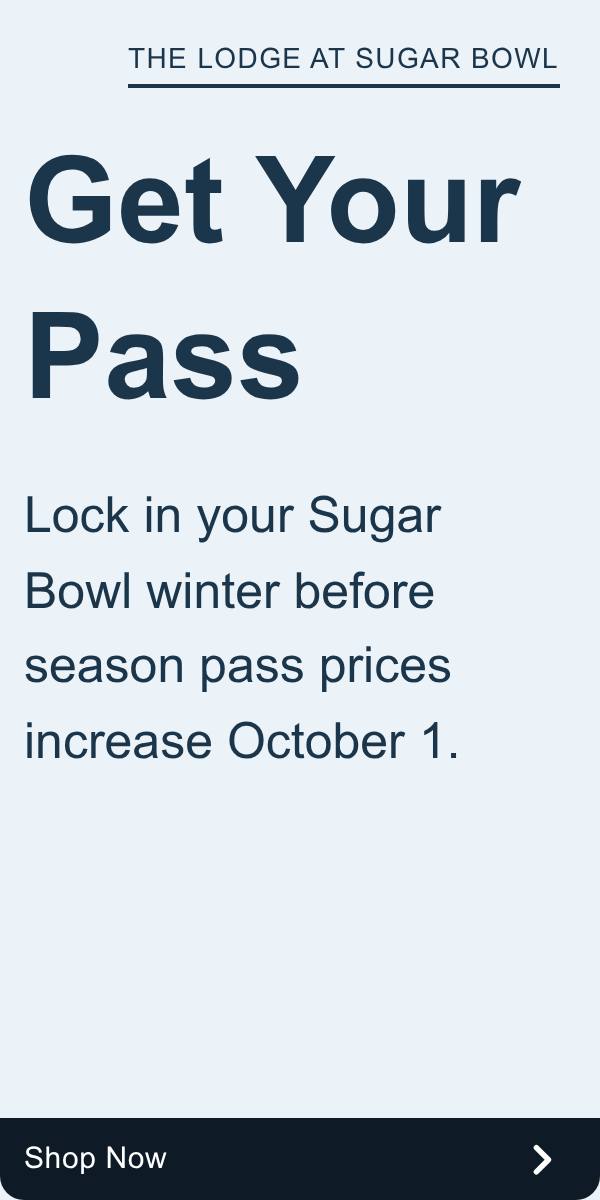 THE LODGE AT SUGAR BOWL
Get Your
Pass
Lock in your Sugar
Bowl winter before
season pass prices
increase October 1.
Shop Now